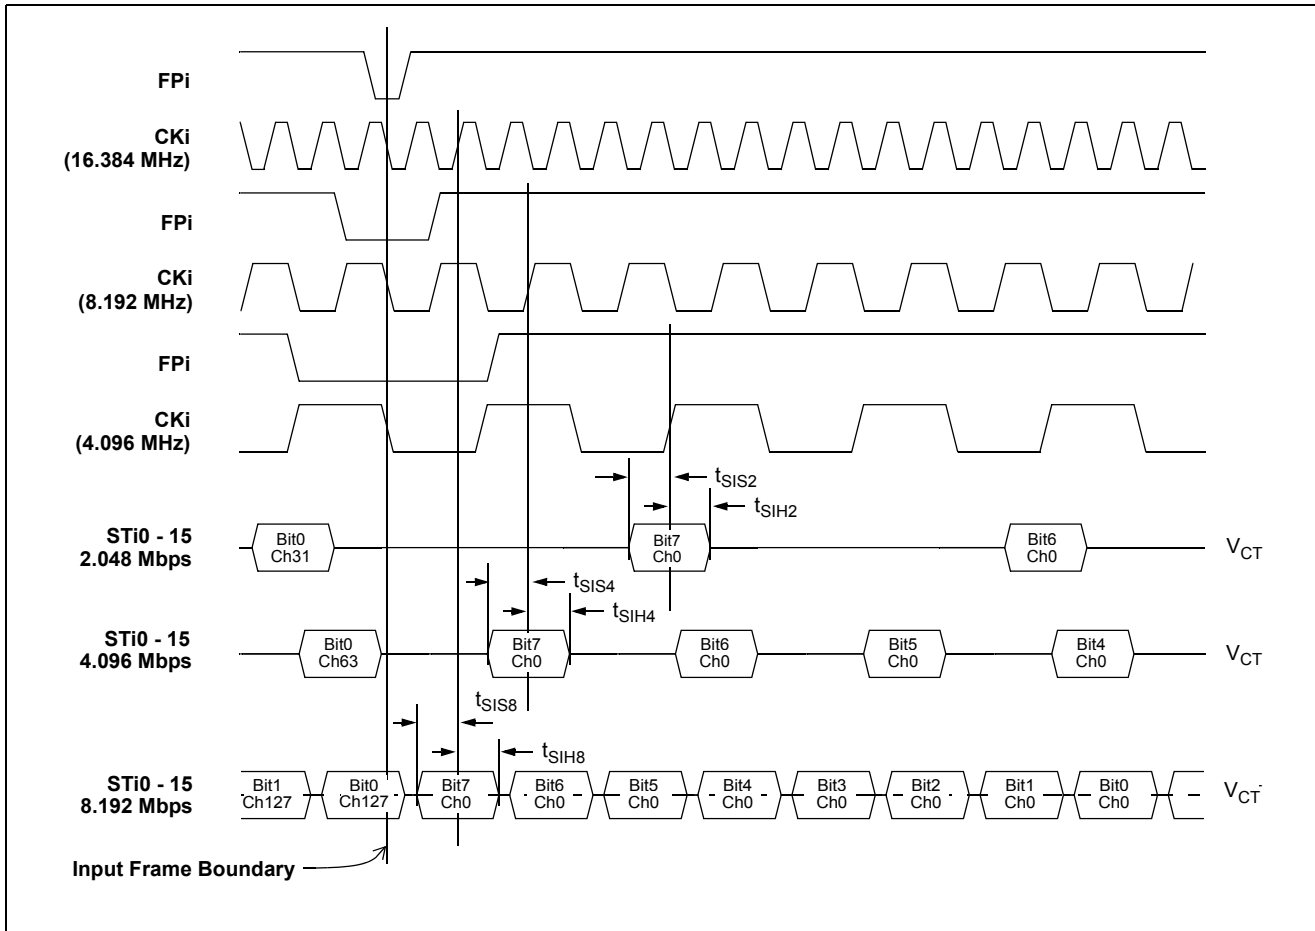 FPi
CKi
(16.384 MHz)
FPi
CKi
(8.192 MHz)
FPi
CKi
(4.096 MHz)
tSIS2
tSIH2
STi0 - 15
2.048 Mbps
Bit0
Ch31
Bit7
Ch0
Bit6
Ch0
VCT
tSIS4
tSIH4
STi0 - 15
4.096 Mbps
Bit0
Ch63
Bit7
Ch0
Bit6
Ch0
Bit5
Ch0
Bit4
Ch0
VCT
tSIS8
tSIH8
STi0 - 15
8.192 Mbps
Bit1
Ch127
Bit0
Ch127
Bit7
Ch0
Bit6
Ch0
Bit5
Ch0
Bit4
Ch0
Bit3
Ch0
Bit2
Ch0
Bit1
Ch0
Bit0
Ch0
VCT
Input Frame Boundary